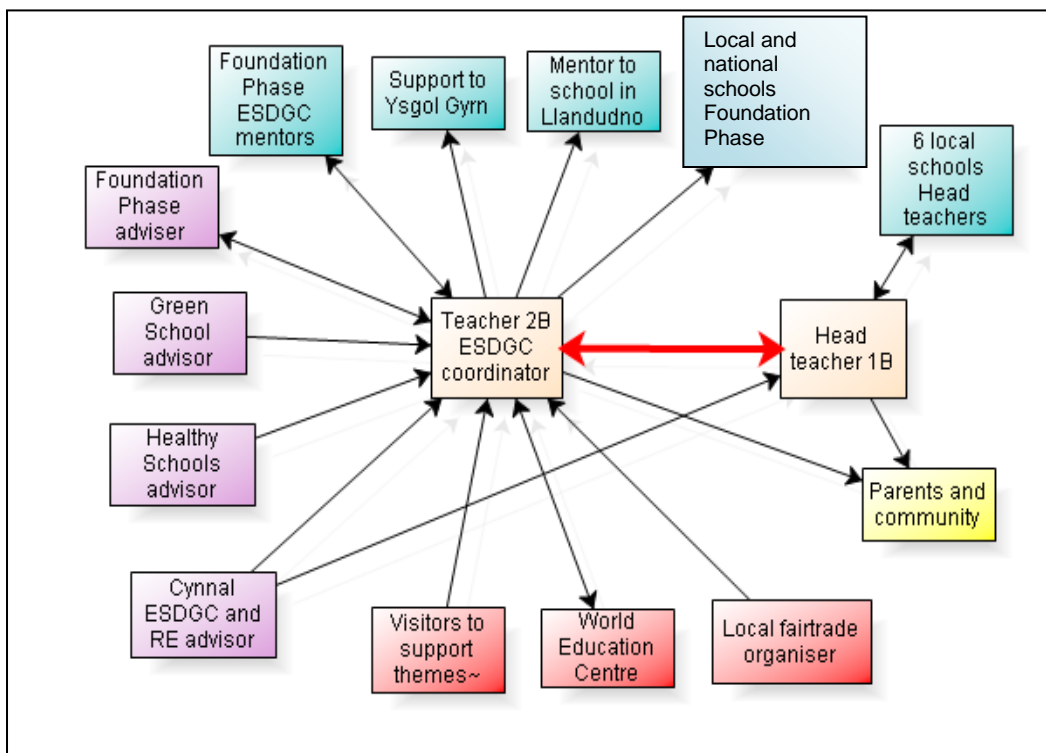 Foundation
Phase
ESDGC
mentors
Support to
Ysgol Gyrn
Mentor to
school in
Llandudno
Local and
national
schools
Foundation
Phase
6 local
schools
Head
teachers
Foundation
Phase
adviser
Green
School
advisor
Teacher 2B
ESDGC
coordinator
Head
teacher 1B
Healthy
Schools
advisor
Parents and
community
Cynnal
ESDGC and
RE advisor
Visitors to
support
themes~
World
Education
Centre
Local fairtrade
organiser